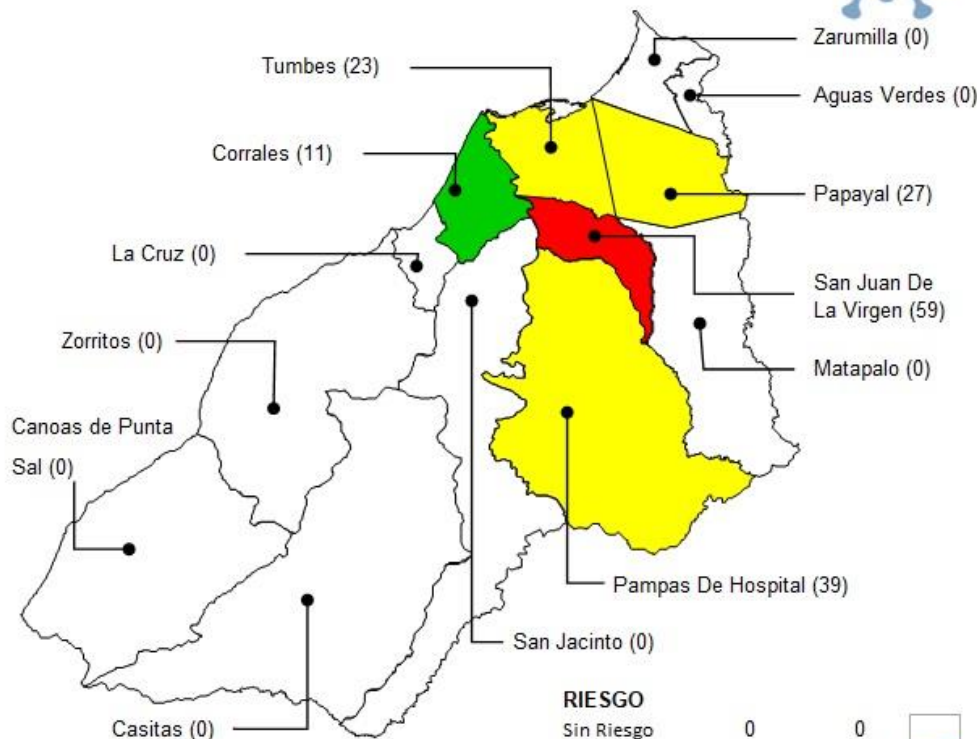 Zarumilla (0)
Tumbes (23)
Aguas Verdes (0)
Corrales (11)
Papayal (27)
La Cruz (0)
San Juan De
La Virgen (59)
Zorritos (0)
Matapalo (0)
Canoas de Punta
Sal (0)
Pampas De Hospital (39)
San Jacinto (0)
Casitas (0)
RIESGO
Sin Riesgo 0 0